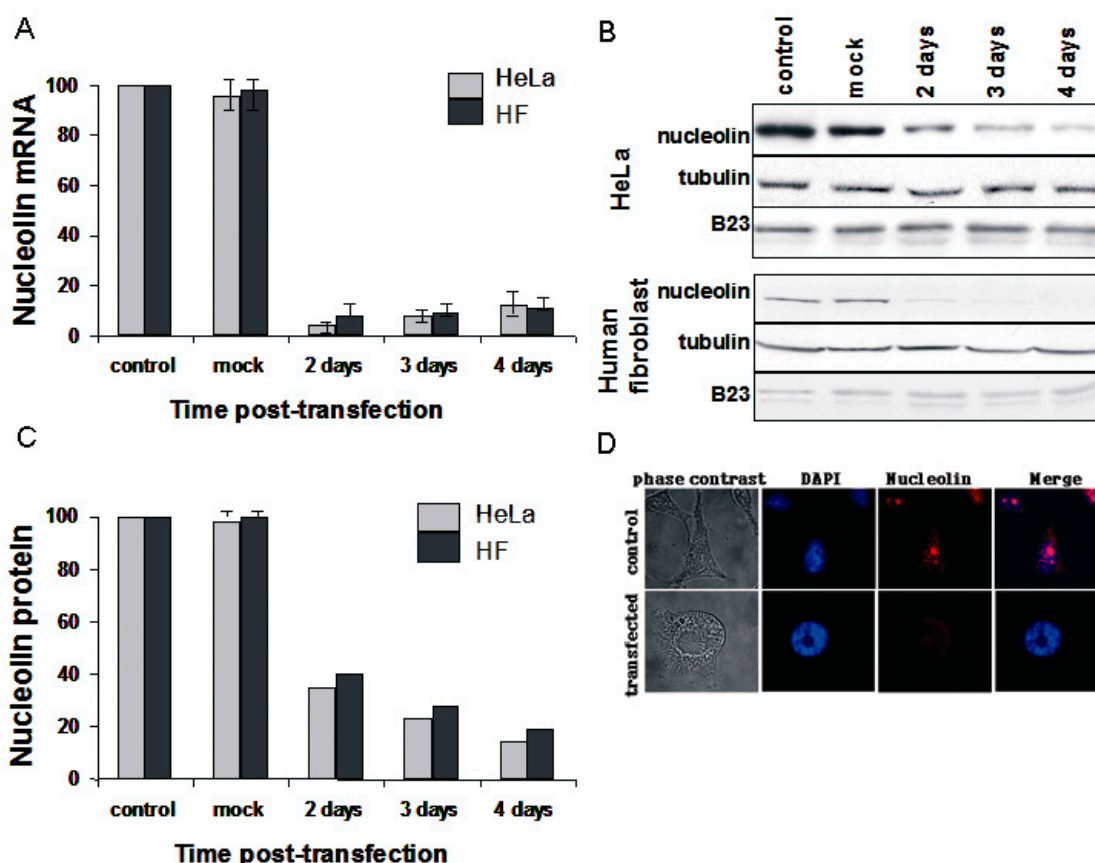 A
Nucleolin mRNA
100
80
60
40
20
0
HeLa
HF
control mock 2 days 3 days 4 days
Time post-transfection
B
control mock 2 days 3 days 4 days
HeLa
nucleolin
tubulin
B23
Human fibroblast
nucleolin
tubulin
B23
C
Nucleolin protein
100
80
60
40
20
0
HeLa
HF
control mock 2 days 3 days 4 days
Time post-transfection
D
phase contrast DAPI Nucleolin Merge
control
transfected